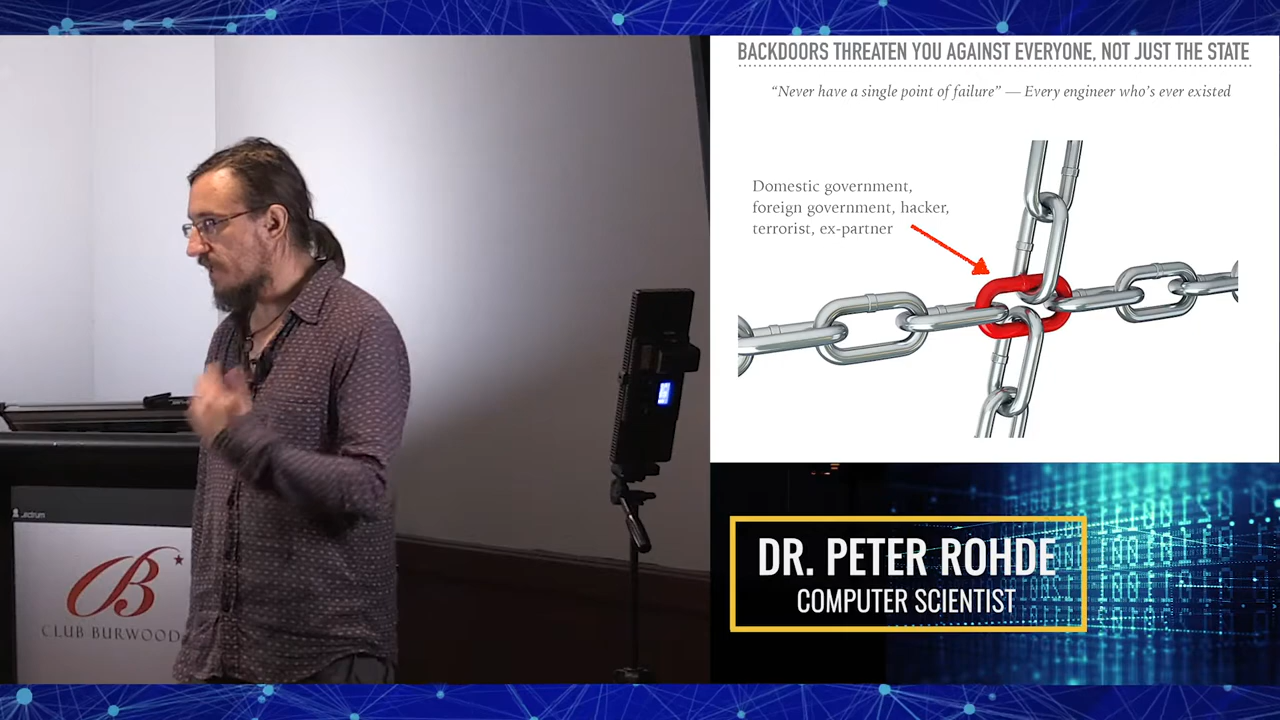 BACKDOORS THREATEN YOU AGAINST EVERYONE, NOT JUST THE STATE
“Never have a single point of failure” — Every engineer who’s ever existed
Domestic government,
foreign government, hacker,
terrorist, ex-partner
DR. PETER ROHDE
COMPUTER SCIENTIST
B
CLUB BURWOOD